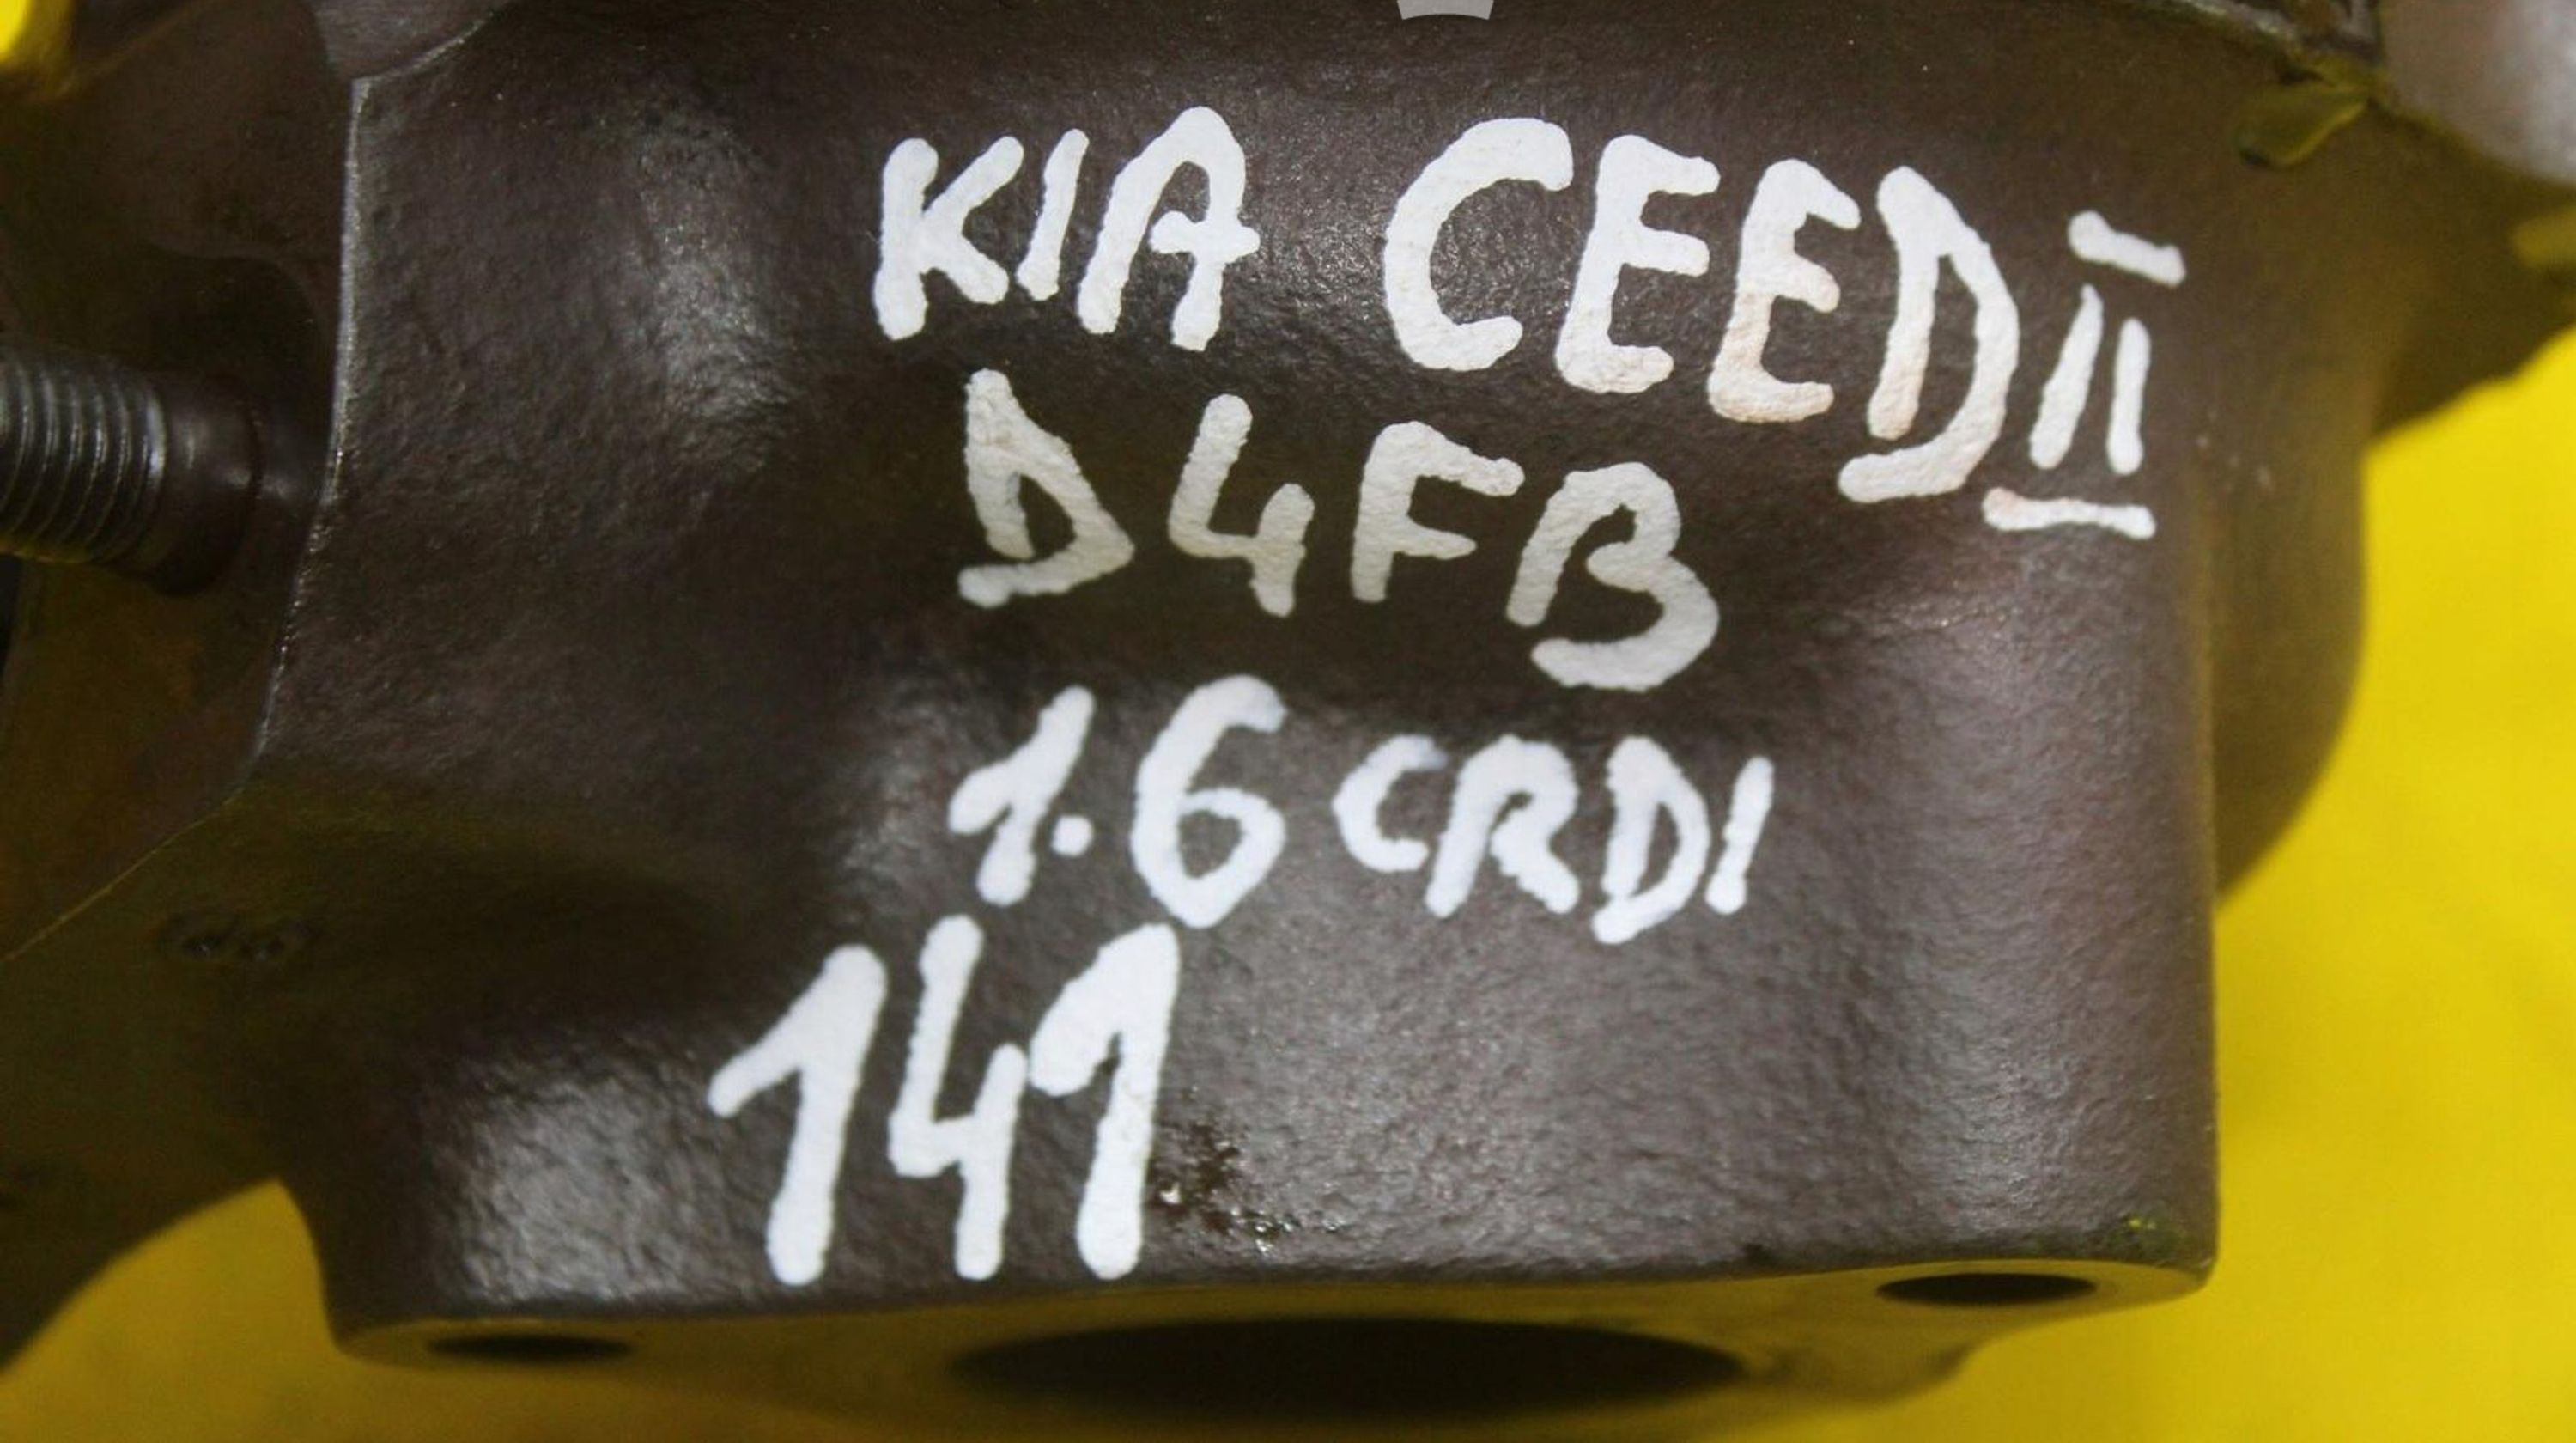 KIA CEED II
D4FB
1.6 CRDI
141